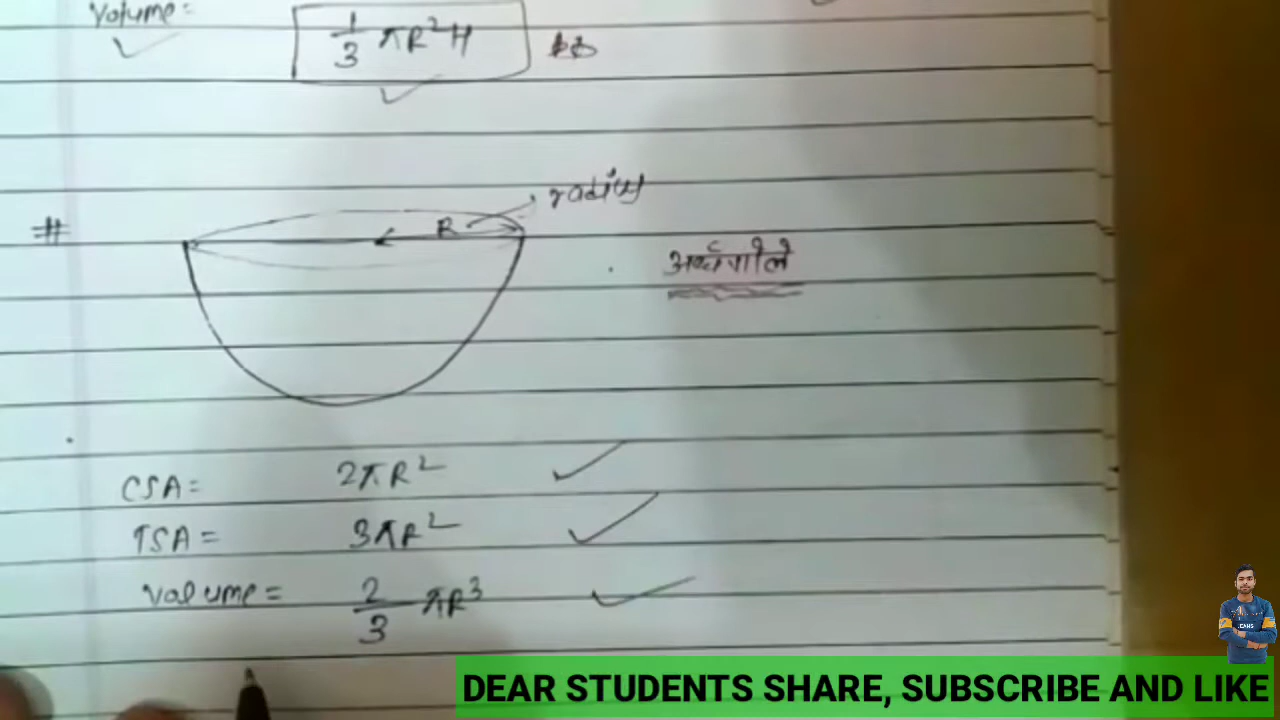 Volume =
1/3 πR²H
radius
#
R
अर्धगोले
CSA = 2πR²
TSA = 3πR²
volume = 2/3 πR³
DEAR STUDENTS SHARE, SUBSCRIBE AND LIKE